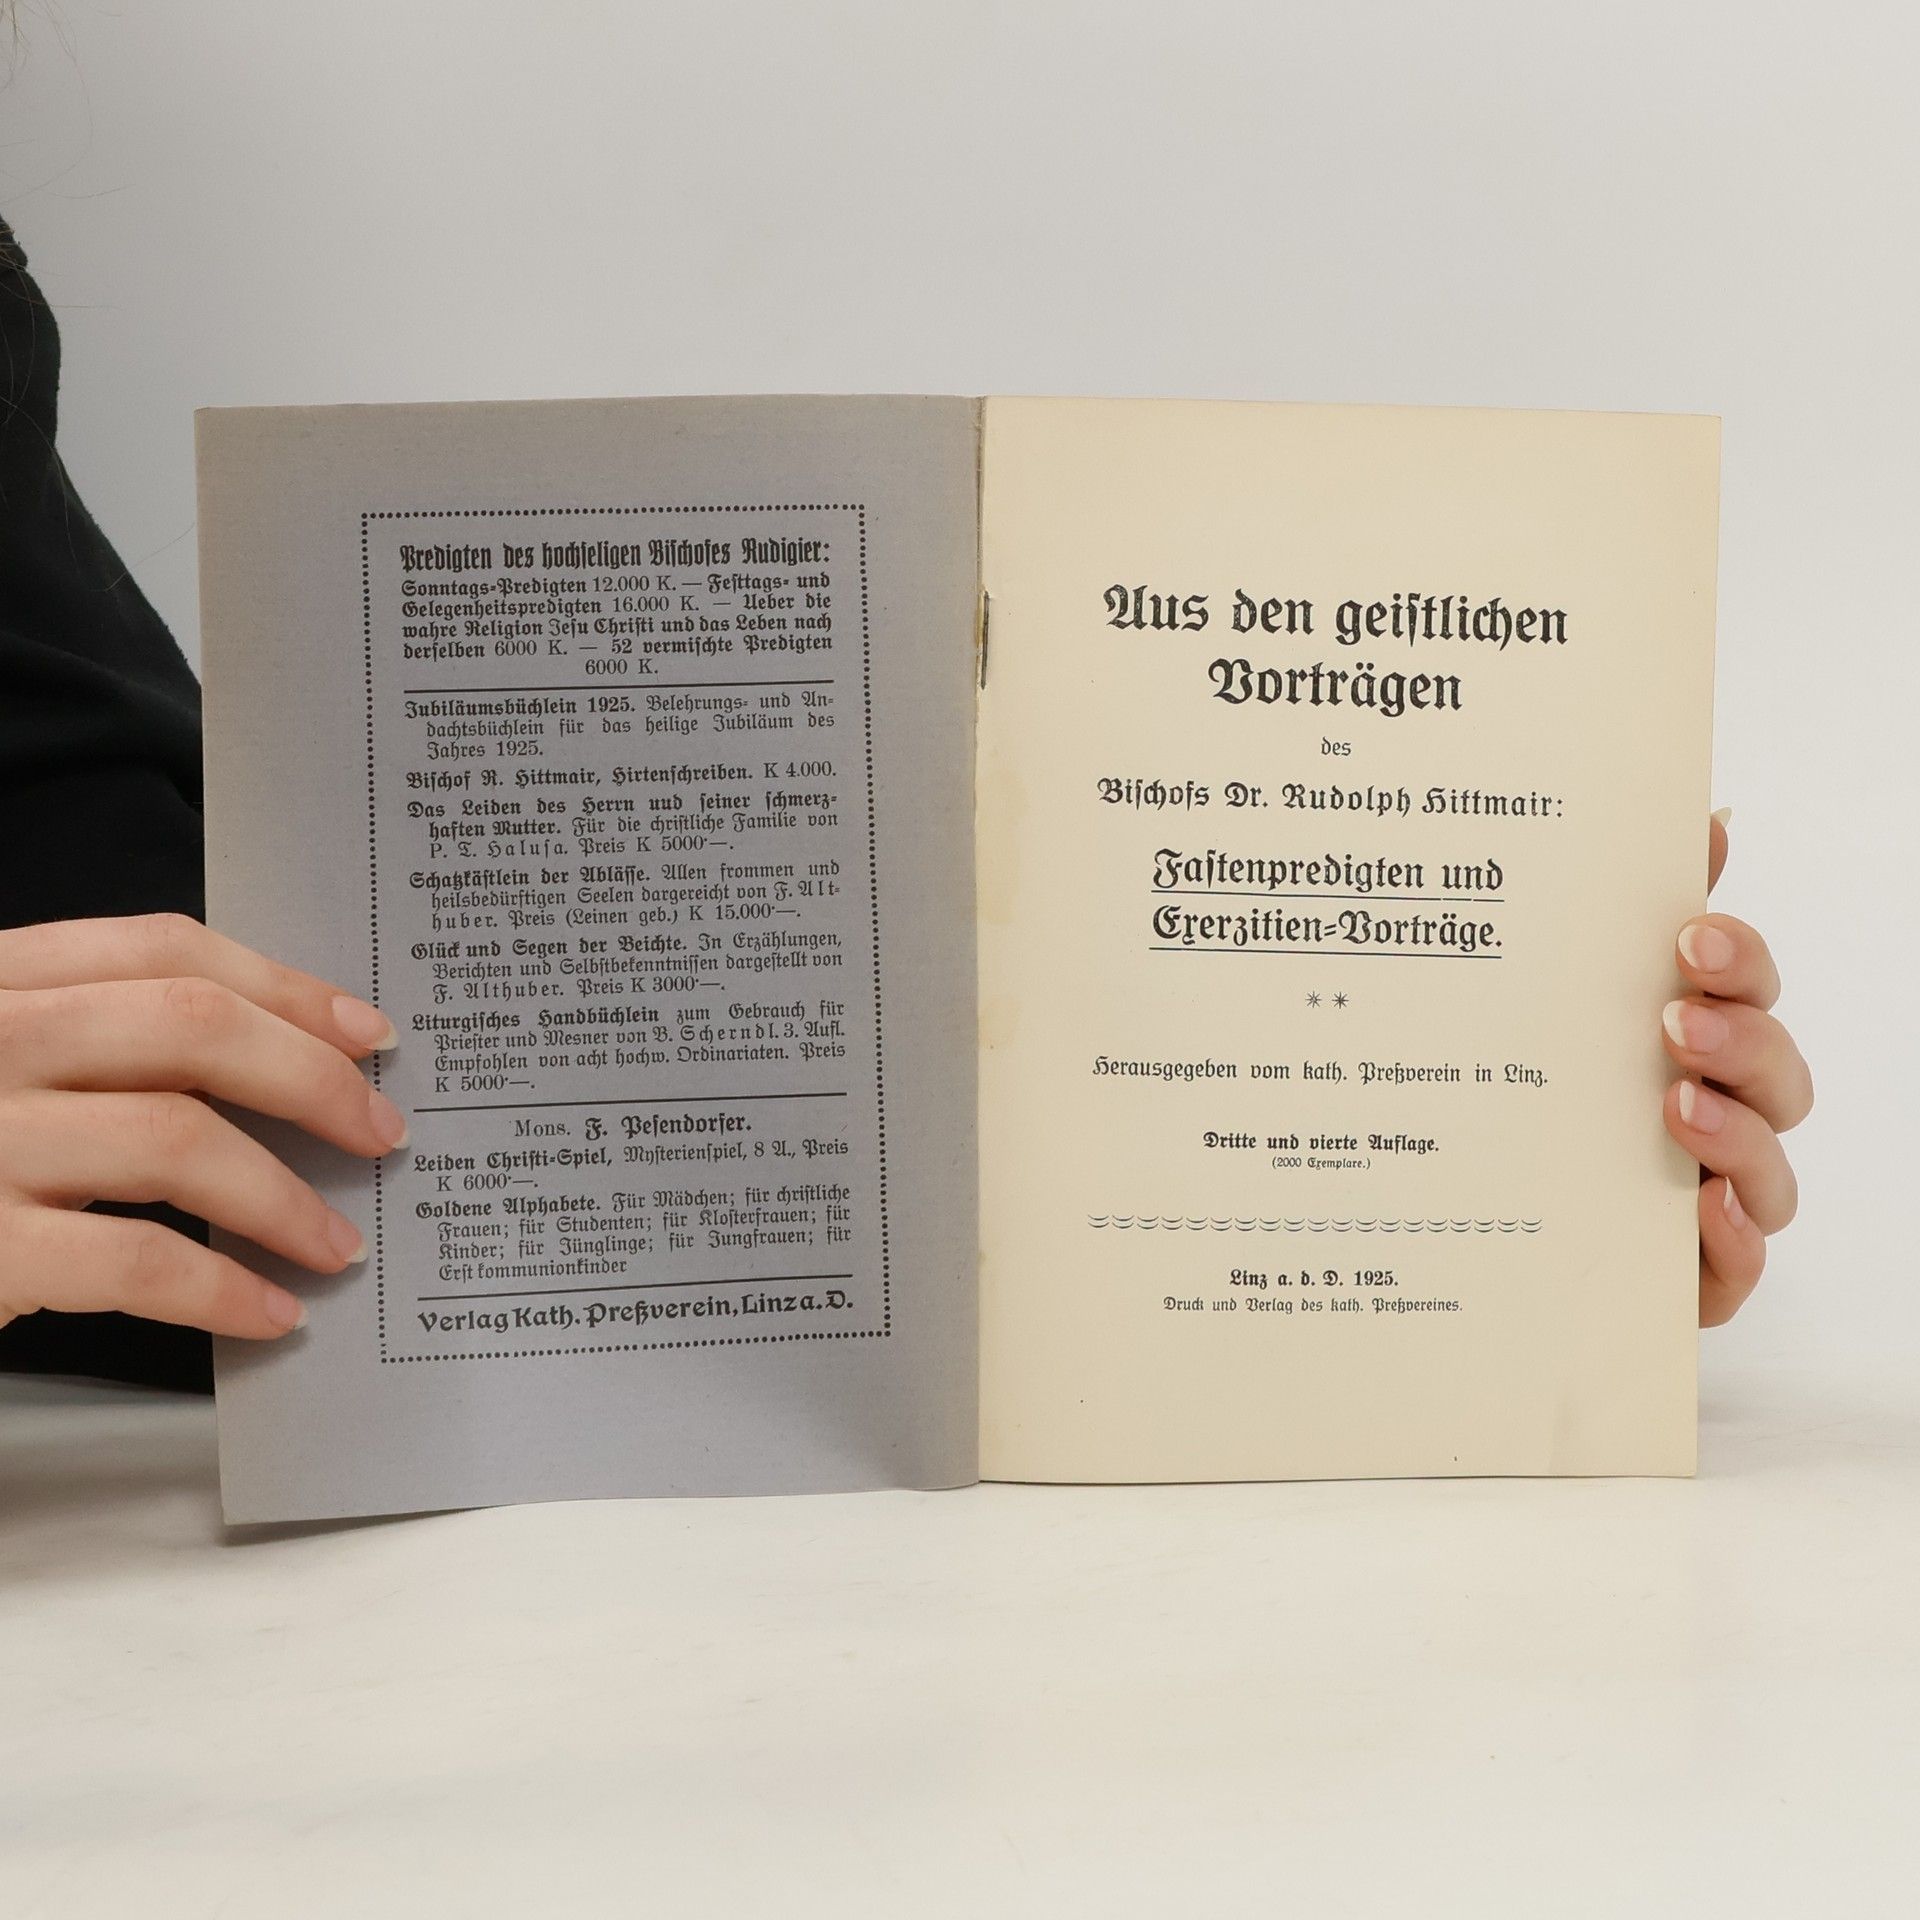 Predigten des hochseligen Bischofes Rudigier:
Sonntags-Predigten 12.000 K. — Festtags- und
Gelegenheitspredigten 16.000 K. — Ueber die
wahre Religion Jesu Christi und das Leben nach
derselben 6000 K. — 52 vermischte Predigten
6000 K.
Jubiläumsbüchlein 1925. Belehrungs- und An-
dachtsbüchlein für das heilige Jubiläum des
Jahres 1925.
Bischof R. Hittmair, Hirtenschreiben. K 4.000.
Das Leiden des Herrn uud seiner schmerz-
haften Mutter. Für die christliche Familie von
P. T. Halusa. Preis K 5000·—.
Schatzkästlein der Ablässe. Allen frommen und
heilsbedürftigen Seelen dargereicht von F. Alt-
huber. Preis (Leinen geb.) K 15.000·—.
Glück und Segen der Beichte. In Erzählungen,
Berichten und Selbstbekenntnissen dargestellt von
F. Althuber. Preis K 3000·—.
Liturgisches Handbüchlein zum Gebrauch für
Priester und Mesner von B. Scherndl. 3. Aufl.
Empfohlen von acht hochw. Ordinariaten. Preis
K 5000·—.
Mons. F. Pesendorfer.
Leiden Christi-Spiel, Mysterienspiel, 8 A., Preis
K 6000·—.
Goldene Alphabete. Für Mädchen; für christliche
Frauen; für Studenten; für Klosterfrauen; für
Kinder; für Jünglinge; für Jungfrauen; für
Erstkommunionkinder
Verlag Kath. Preßverein, Linz a. D.
Aus den geistlichen
Vorträgen
des
Bischofs Dr. Rudolph Hittmair:
Fastenpredigten und
Exerzitien-Vorträge.
Herausgegeben vom kath. Preßverein in Linz.
Dritte und vierte Auflage.
(2000 Exemplare.)
Linz a. d. D. 1925.
Druck und Verlag des kath. Preßvereines.